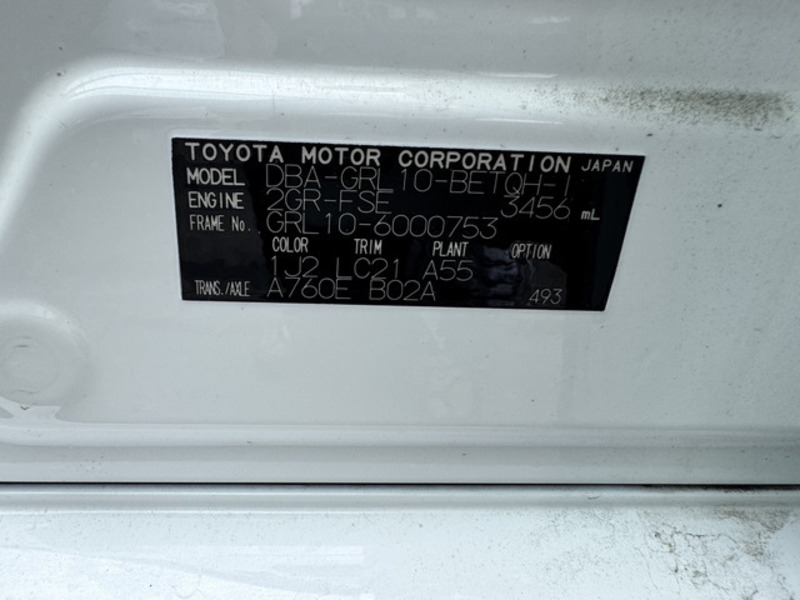 TOYOTA MOTOR CORPORATION JAPAN
MODEL DBA-GRL10-BETQH-I
ENGINE 2GR-FSE 3456 mL
FRAME No. GRL10-6000753
COLOR TRIM PLANT OPTION
1J2 LC21 A55
TRANS./AXLE A760E B02A 493